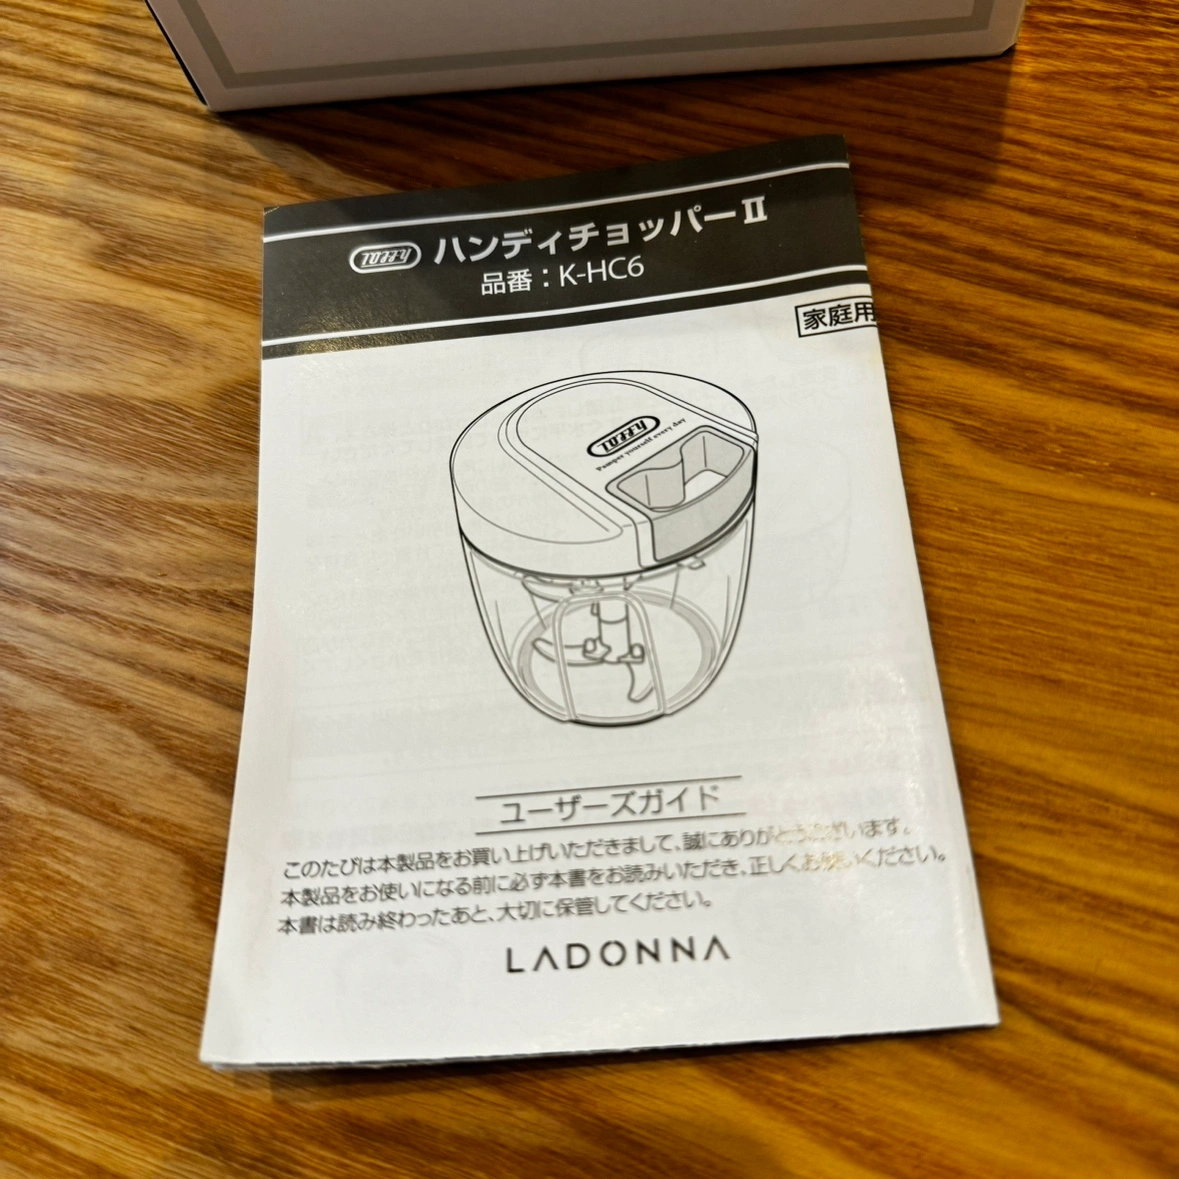 ハンディチョッパーⅡ
品番：K-HC6
家庭用
Pamper yourself every day
ユーザーズガイド
このたびは本製品をお買い上げいただきまして、誠にありがとうございます。
本製品をお使いになる前に必ず本書をお読みいただき、正しくお使いください。
本書は読み終わったあと、大切に保管してください。
LADONNA